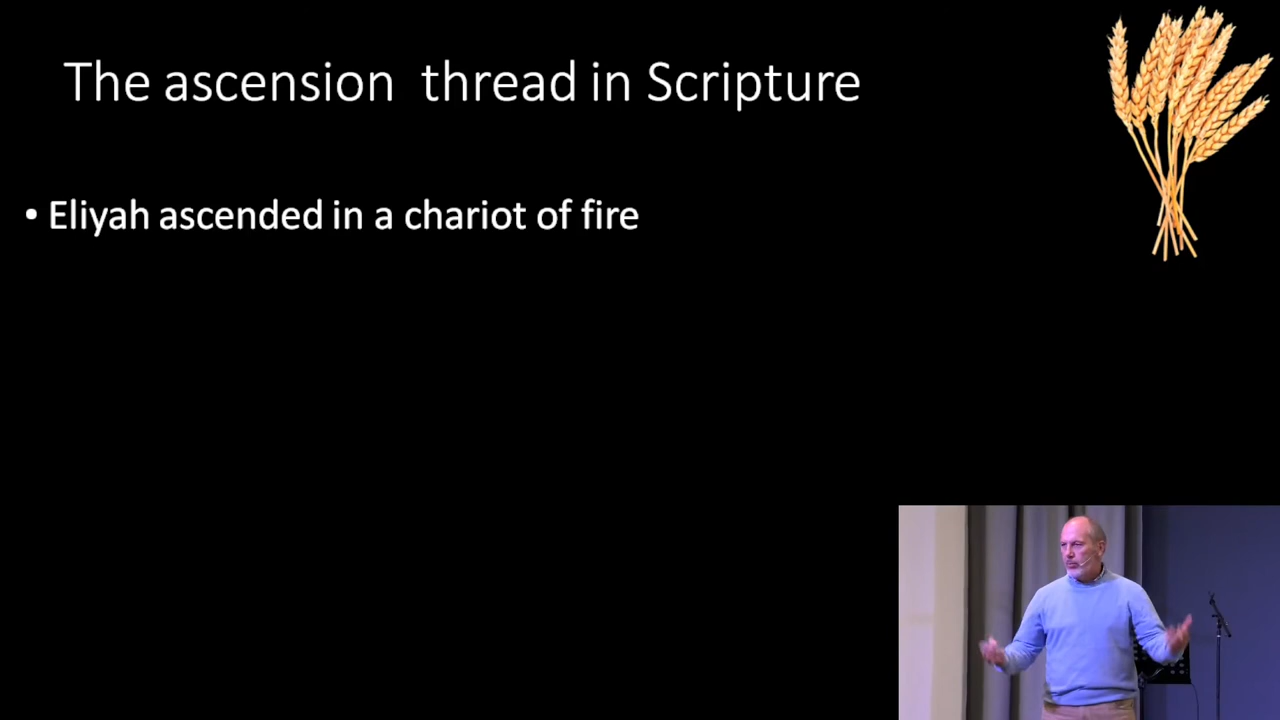 The ascension  thread in Scripture
• Eliyah ascended in a chariot of fire